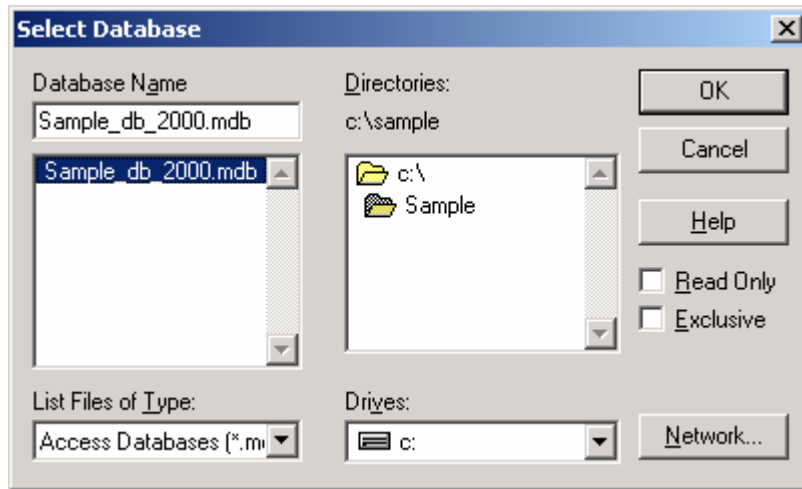 Select Database
Database Name
Sample_db_2000.mdb
Sample_db_2000.mdb
List Files of Type:
Access Databases (*.m
Directories:
c:\sample
c:\
Sample
Drives:
c:
OK
Cancel
Help
Read Only
Exclusive
Network...